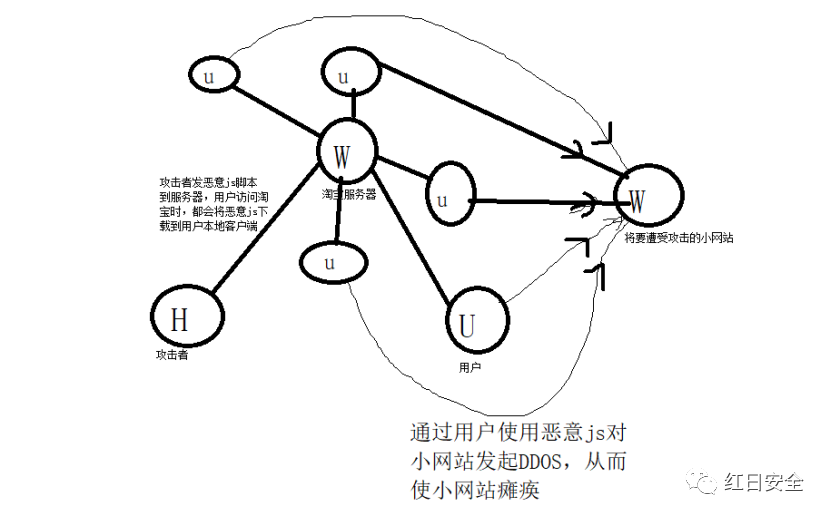 u
u
W
攻击者发恶意js脚本
到服务器，用户访问淘
宝时，都会将恶意js下
载到用户本地客户端
淘宝服务器
u
W
将要遭受攻击的小网站
u
H
攻击者
U
用户
通过用户使用恶意js对
小网站发起DDOS，从而
使小网站瘫痪
红日安全